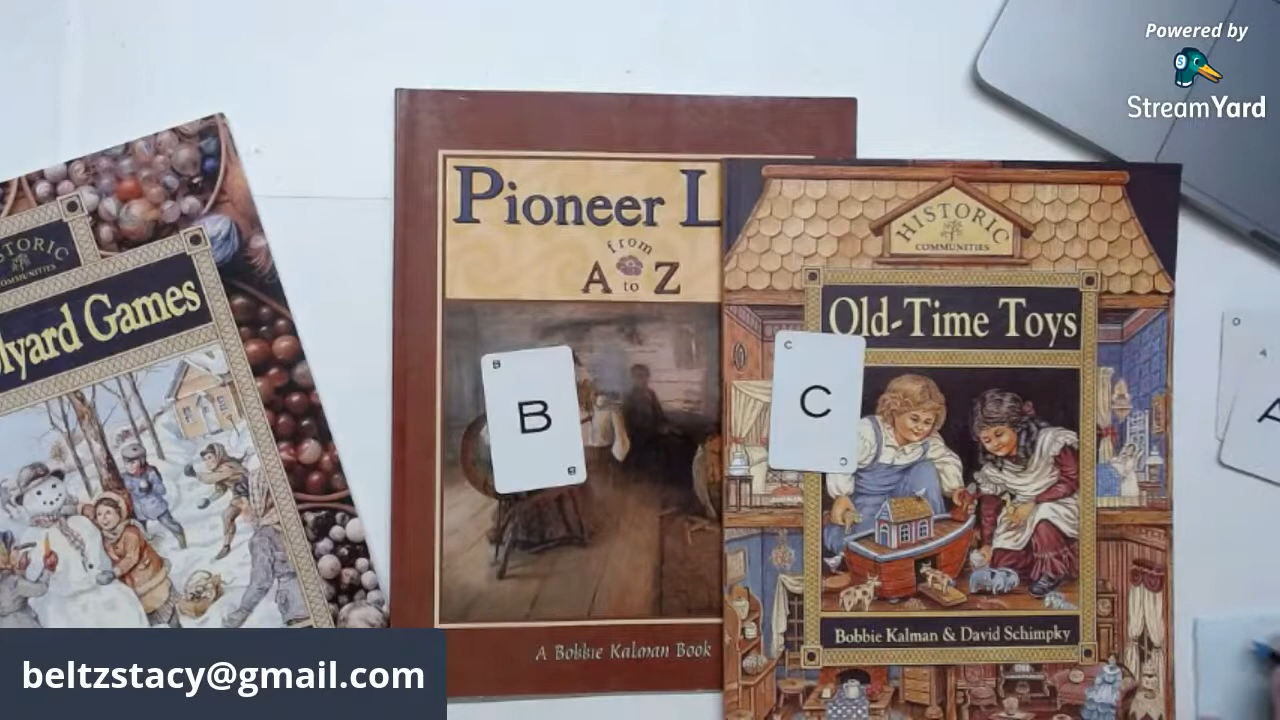 Powered by
StreamYard
HISTORIC
COMMUNITIES
Games
Pioneer L
from
A to Z
B
B
B
A Bobbie Kalman Book
HISTORIC
COMMUNITIES
Old-Time Toys
C
C
C
Bobbie Kalman & David Schimpky
D
A
beltzstacy@gmail.com